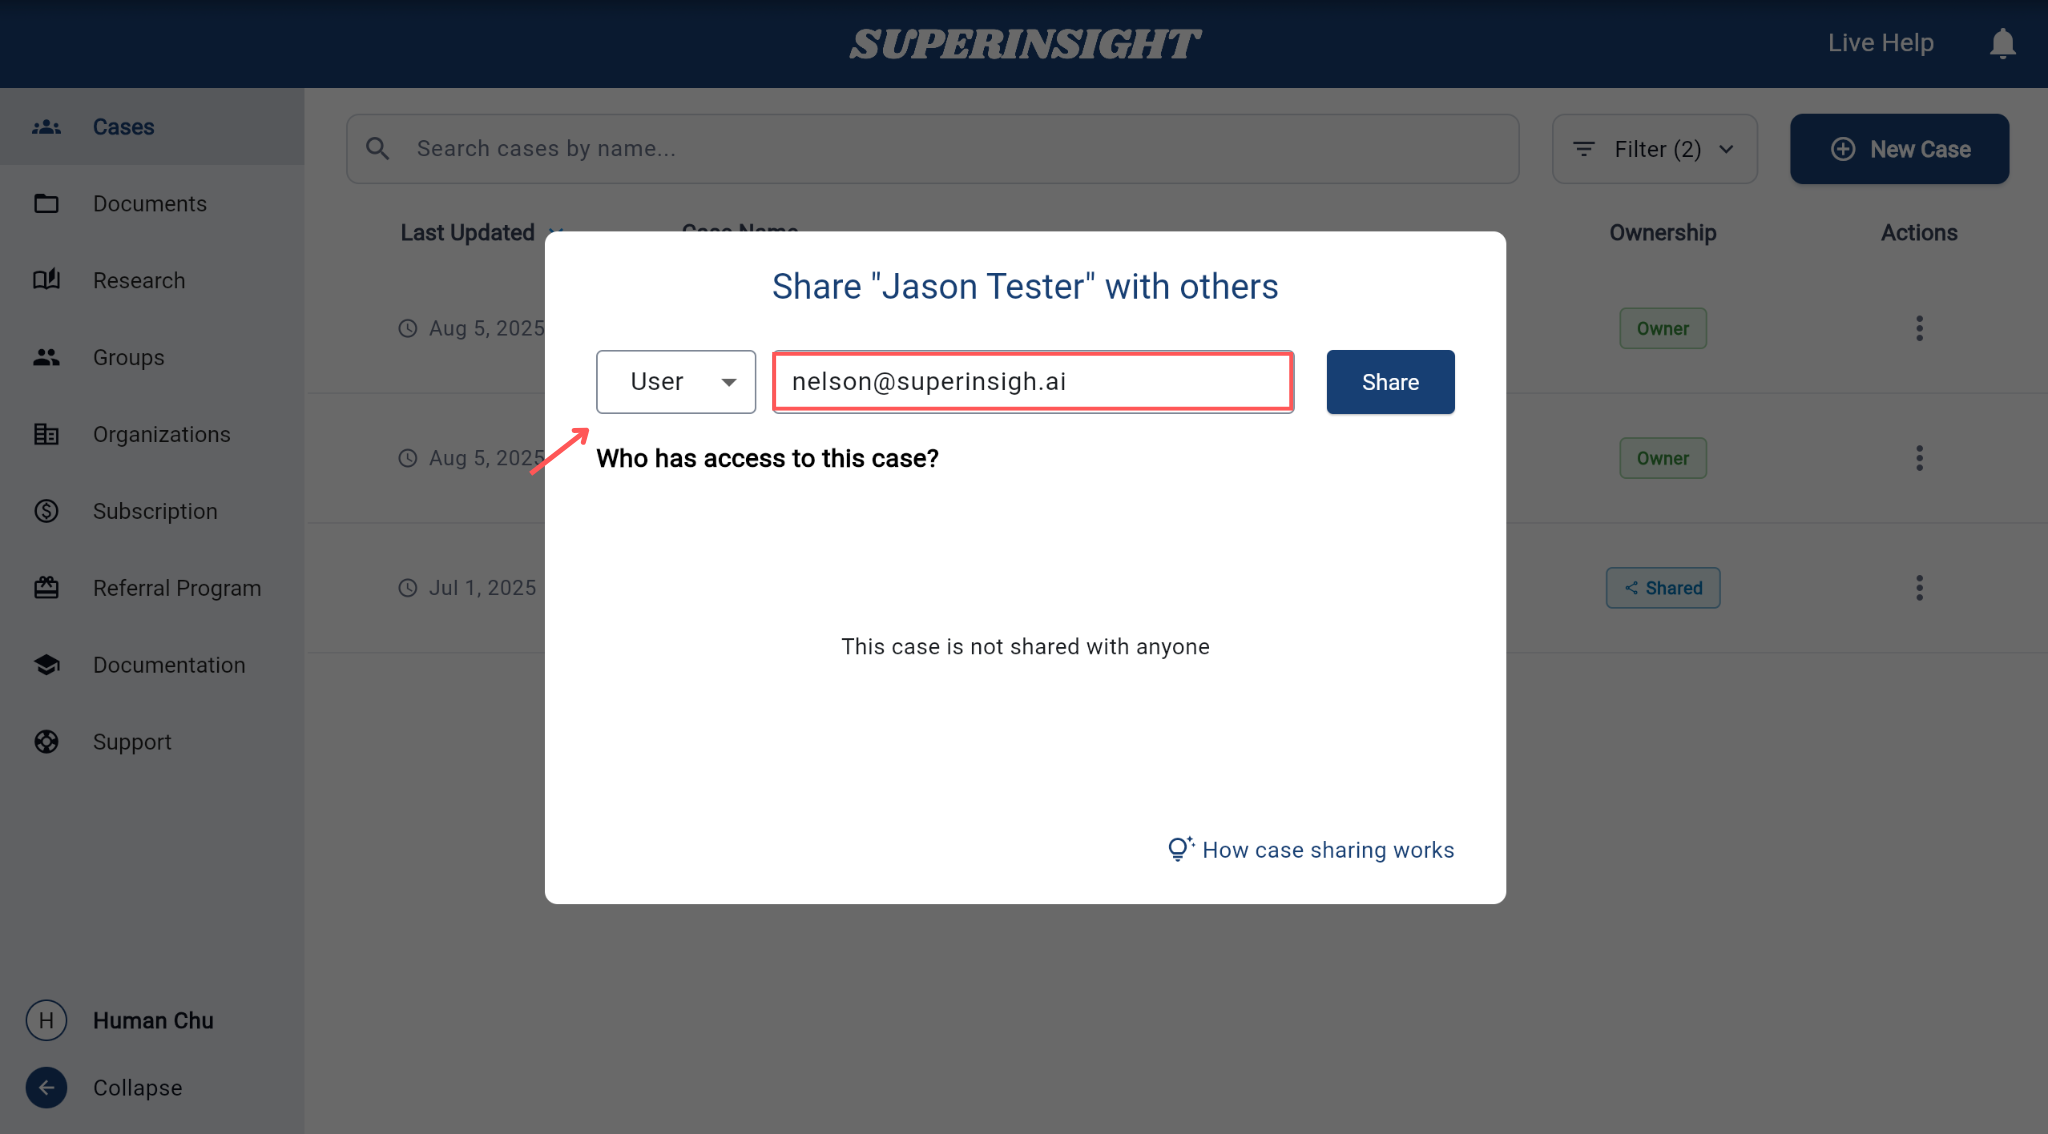 SUPERINSIGHT
Live Help
Cases
Documents
Research
Groups
Organizations
Subscription
Referral Program
Documentation
Support
H Human Chu
Collapse
Search cases by name...
Filter (2)
New Case
Last Updated Case Name Ownership Actions
Aug 5, 2025 Owner
Aug 5, 2025 Owner
Jul 1, 2025 Shared
Share "Jason Tester" with others
User nelson@superinsigh.ai Share
Who has access to this case?
This case is not shared with anyone
How case sharing works